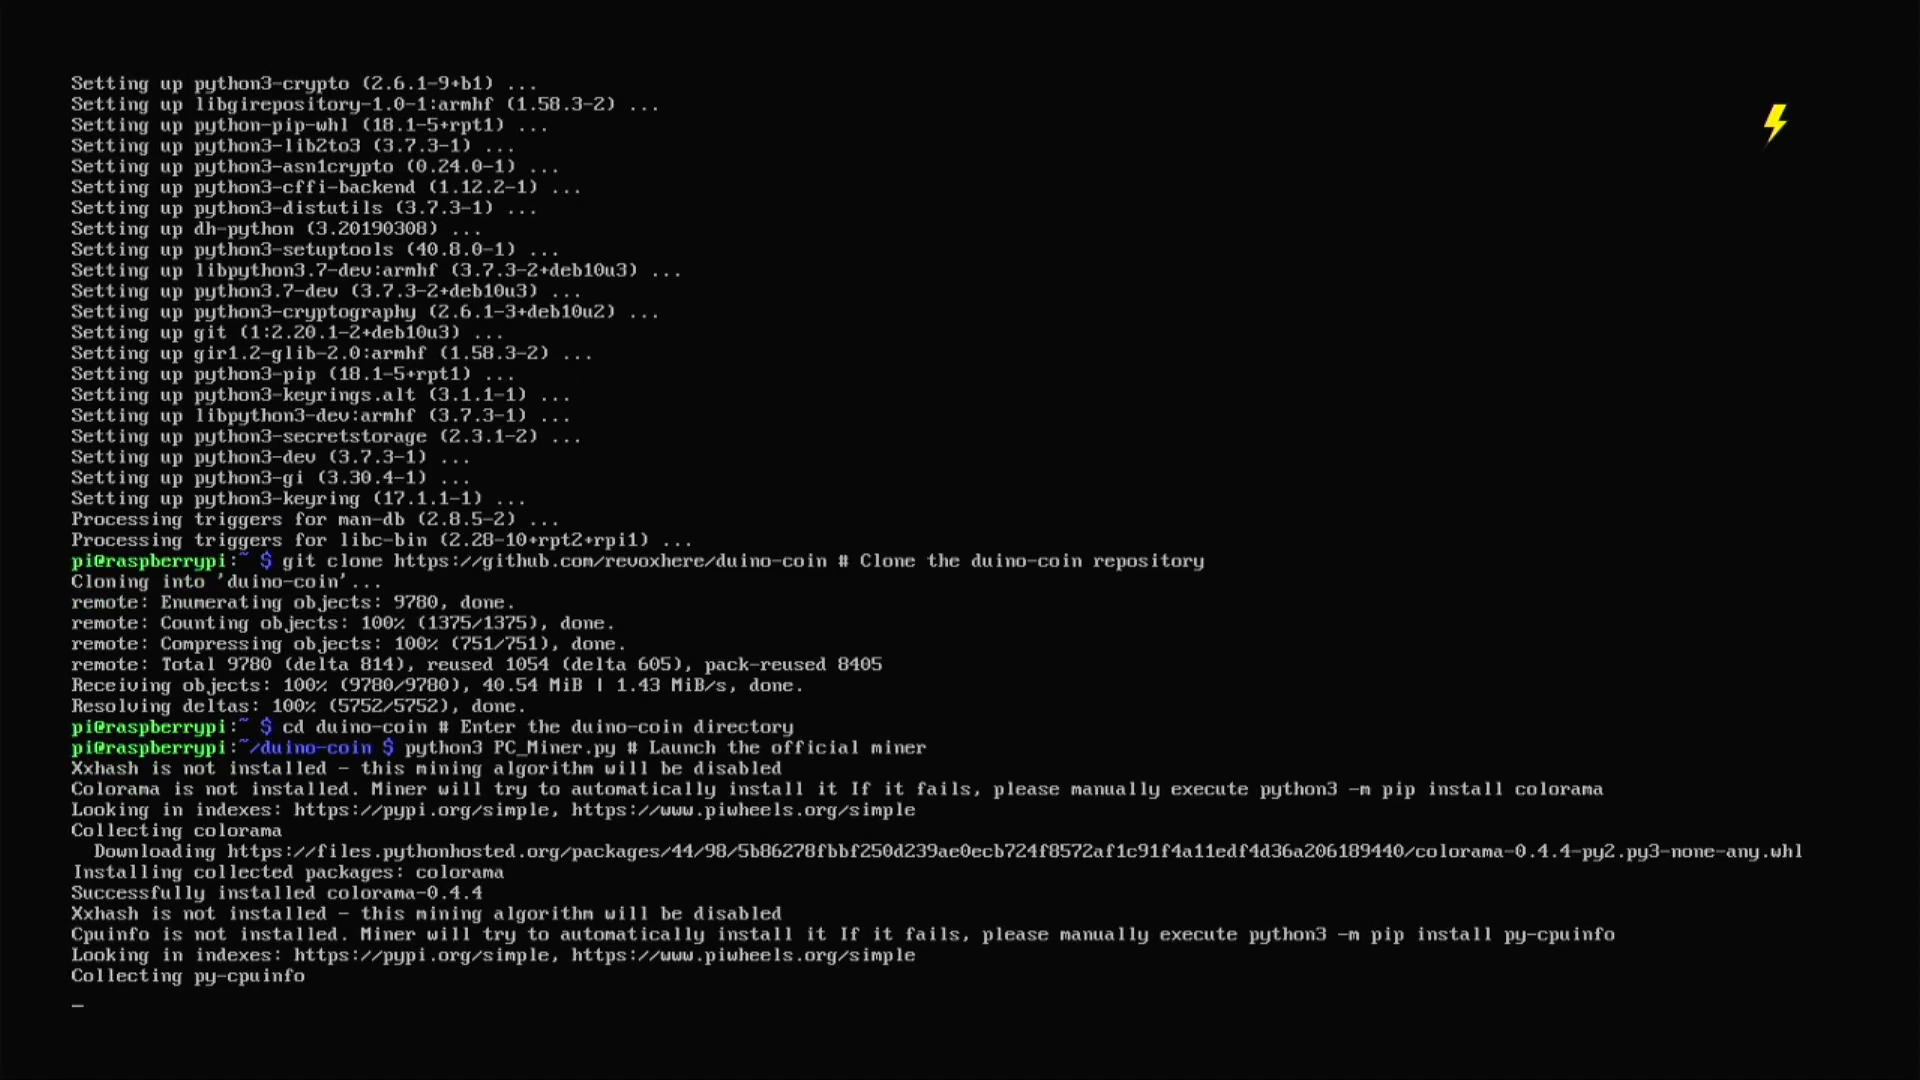 Setting up python3-crypto (2.6.1-9+b1) ...
Setting up libgirepository-1.0-1:armhf (1.58.3-2) ...
Setting up python-pip-whl (18.1-5+rpt1) ...
Setting up python3-lib2to3 (3.7.3-1) ...
Setting up python3-asn1crypto (0.24.0-1) ...
Setting up python3-cffi-backend (1.12.2-1) ...
Setting up python3-distutils (3.7.3-1) ...
Setting up dh-python (3.20190308) ...
Setting up python3-setuptools (40.8.0-1) ...
Setting up libpython3.7-dev:armhf (3.7.3-2+deb10u3) ...
Setting up python3.7-dev (3.7.3-2+deb10u3) ...
Setting up python3-cryptography (2.6.1-3+deb10u2) ...
Setting up git (1:2.20.1-2+deb10u3) ...
Setting up gir1.2-glib-2.0:armhf (1.58.3-2) ...
Setting up python3-pip (18.1-5+rpt1) ...
Setting up python3-keyrings.alt (3.1.1-1) ...
Setting up libpython3-dev:armhf (3.7.3-1) ...
Setting up python3-secretstorage (2.3.1-2) ...
Setting up python3-dev (3.7.3-1) ...
Setting up python3-gi (3.30.4-1) ...
Setting up python3-keyring (17.1.1-1) ...
Processing triggers for man-db (2.8.5-2) ...
Processing triggers for libc-bin (2.28-10+rpt2+rpi1) ...
pi@raspberrypi:~ $ git clone https://github.com/revoxhere/duino-coin # Clone the duino-coin repository
Cloning into 'duino-coin'...
remote: Enumerating objects: 9780, done.
remote: Counting objects: 100% (1375/1375), done.
remote: Compressing objects: 100% (751/751), done.
remote: Total 9780 (delta 814), reused 1054 (delta 605), pack-reused 8405
Receiving objects: 100% (9780/9780), 40.54 MiB | 1.43 MiB/s, done.
Resolving deltas: 100% (5752/5752), done.
pi@raspberrypi:~ $ cd duino-coin # Enter the duino-coin directory
pi@raspberrypi:~/duino-coin $ python3 PC_Miner.py # Launch the official miner
Xxhash is not installed - this mining algorithm will be disabled
Colorama is not installed. Miner will try to automatically install it If it fails, please manually execute python3 -m pip install colorama
Looking in indexes: https://pypi.org/simple, https://www.piwheels.org/simple
Collecting colorama
  Downloading https://files.pythonhosted.org/packages/44/98/5b86278fbbf250d239ae0ecb724f8572af1c91f4a11edf4d36a206189440/colorama-0.4.4-py2.py3-none-any.whl
Installing collected packages: colorama
Successfully installed colorama-0.4.4
Xxhash is not installed - this mining algorithm will be disabled
Cpuinfo is not installed. Miner will try to automatically install it If it fails, please manually execute python3 -m pip install py-cpuinfo
Looking in indexes: https://pypi.org/simple, https://www.piwheels.org/simple
Collecting py-cpuinfo